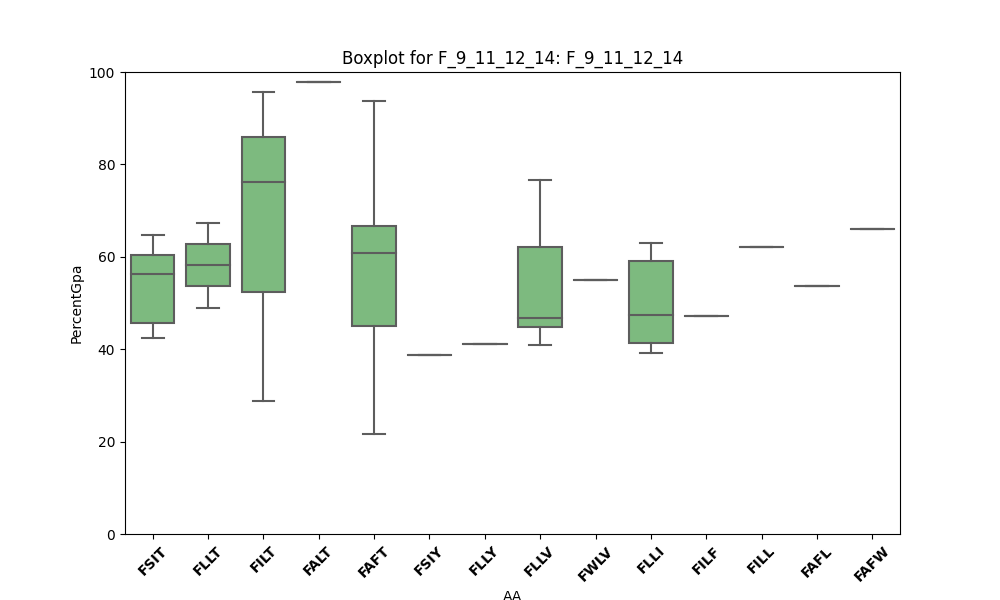 Boxplot for F_9_11_12_14: F_9_11_12_14
100
80
60
40
20
0
PercentGpa
FSIT FLLT FILT FALT FAFT FSIY FLLY FLLV FWLV FLLI FILF FILL FAFL FAFW
AA